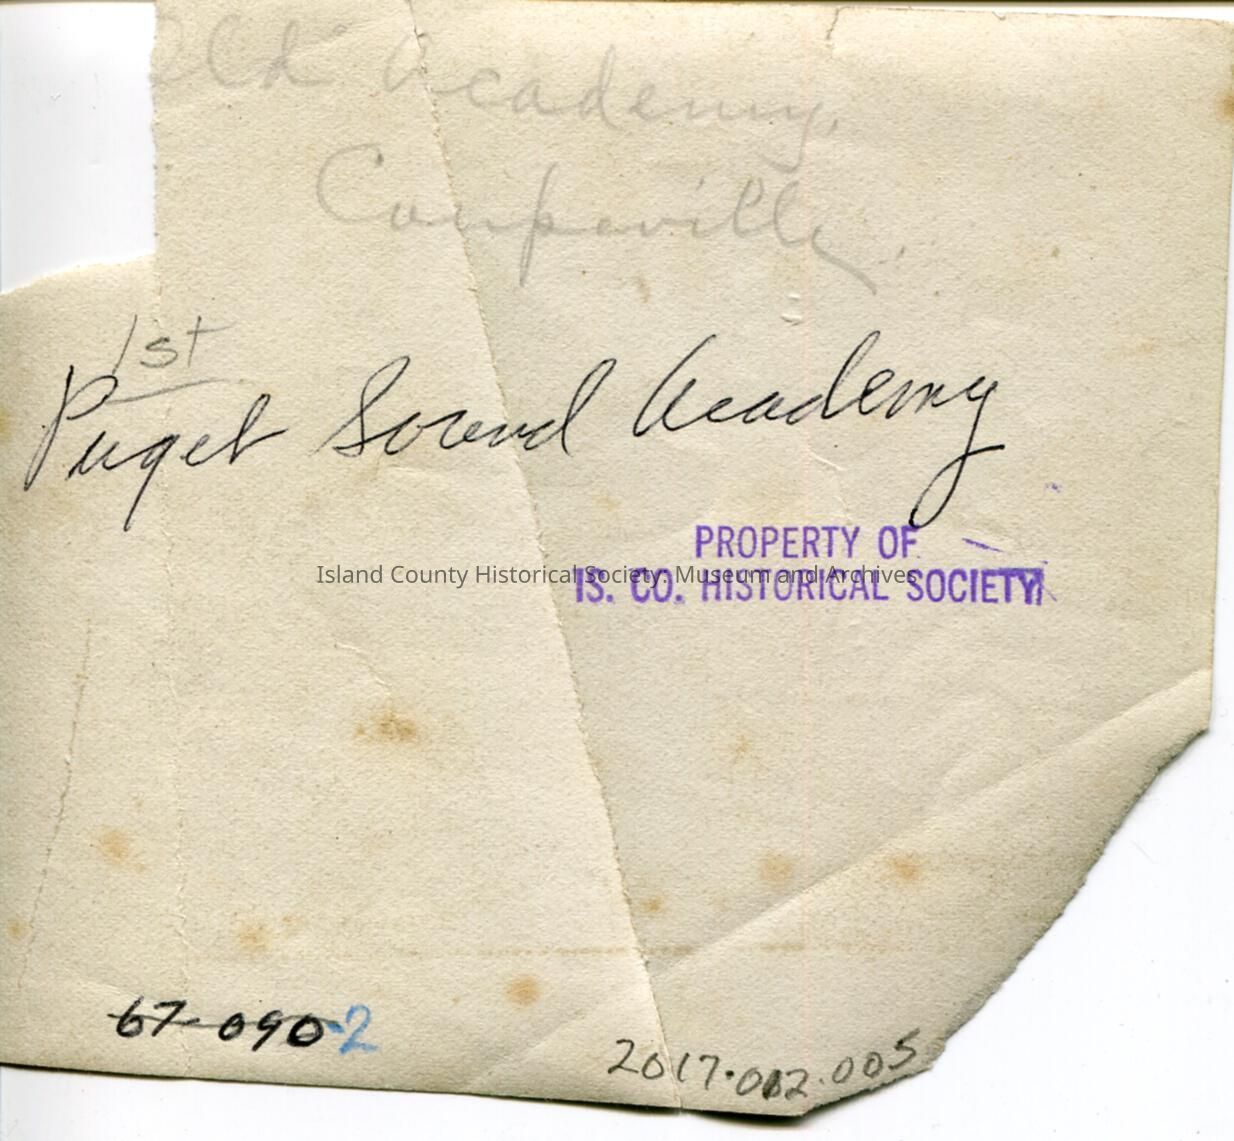 Old Academy.
Coupeville.
1st
Puget Sound Academy
PROPERTY OF
Island County Historical Society: Museum and Archives
IS. CO. HISTORICAL SOCIETY
67-090-2
2017.012.005